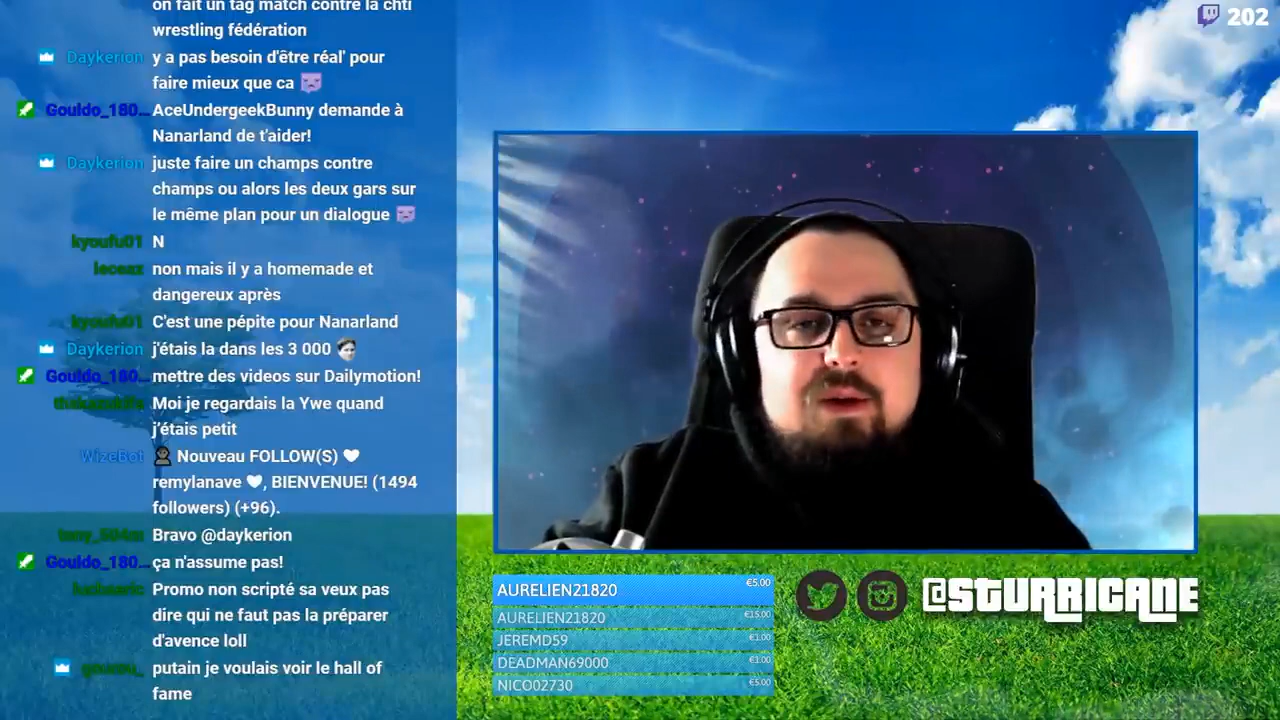 on fait un tag match contre la chti
wrestling fédération
Daykerion y a pas besoin d'être réal' pour
faire mieux que ca
Gouldo_180... AceUndergeekBunny demande à
Nanarland de t'aider!
Daykerion juste faire un champs contre
champs ou alors les deux gars sur
le même plan pour un dialogue
kyoufu01 N
non mais il y a homemade et
dangereux après
kyoufu01 C'est une pépite pour Nanarland
Daykerion j'étais la dans les 3 000
Gouldo_180... mettre des videos sur Dailymotion!
Moi je regardais la Ywe quand
j'étais petit
WizeBot Nouveau FOLLOW(S)
remylanave , BIENVENUE! (1494
followers) (+96).
Bravo @daykerion
Gouldo_180... ça n'assume pas!
Promo non scripté sa veux pas
dire qui ne faut pas la préparer
d'avence loll
putain je voulais voir le hall of
fame
202
AURELIEN21820 €5.00
AURELIEN21820 €15.00
JEREMD59 €1.00
DEADMAN69000 €1.00
NICO02730 €5.00
@STURRICANE